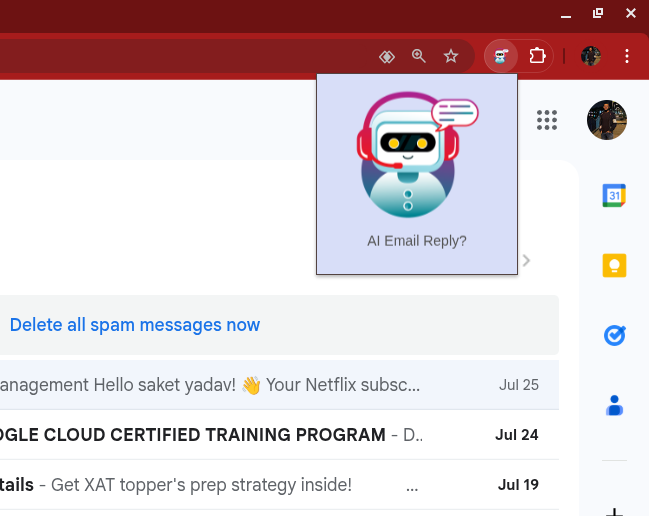 AI Email Reply?
31
Delete all spam messages now
anagement Hello saket yadav! 👋 Your Netflix subsc... Jul 25
OGLE CLOUD CERTIFIED TRAINING PROGRAM - D.. Jul 24
tails - Get XAT topper's prep strategy inside! ... Jul 19